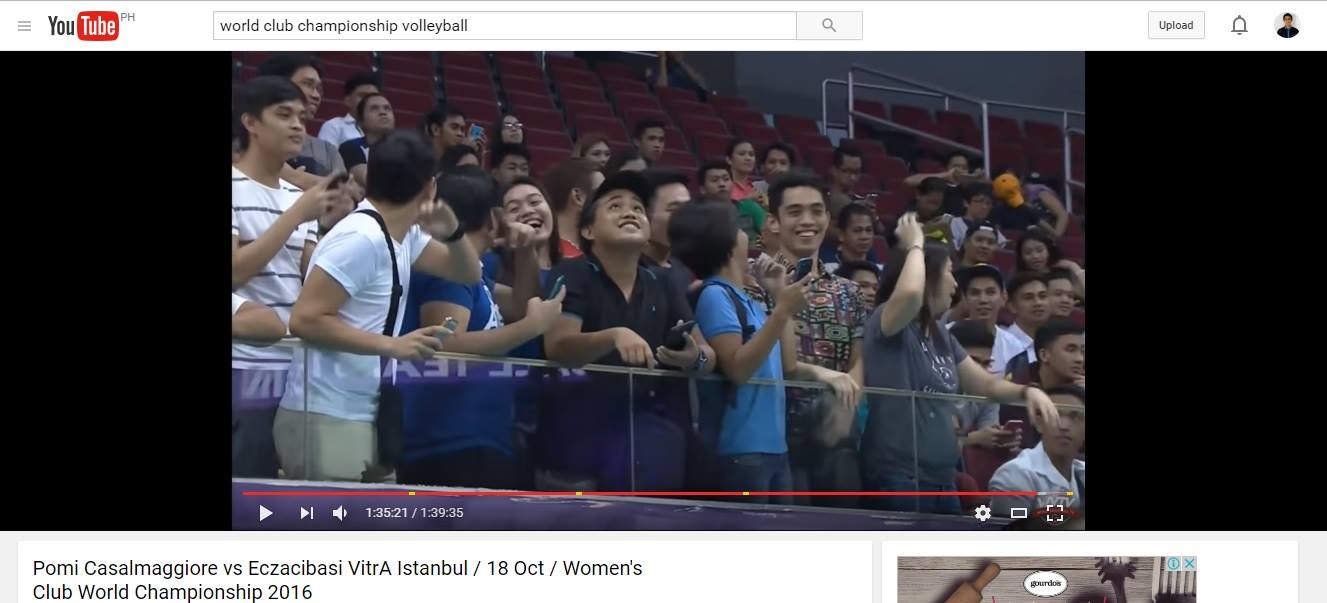 YouTube PH
world club championship volleyball
Upload
1:35:21 / 1:39:35
Pomi Casalmaggiore vs Eczacibasi VitrA Istanbul / 18 Oct / Women's
Club World Championship 2016
gourdo's